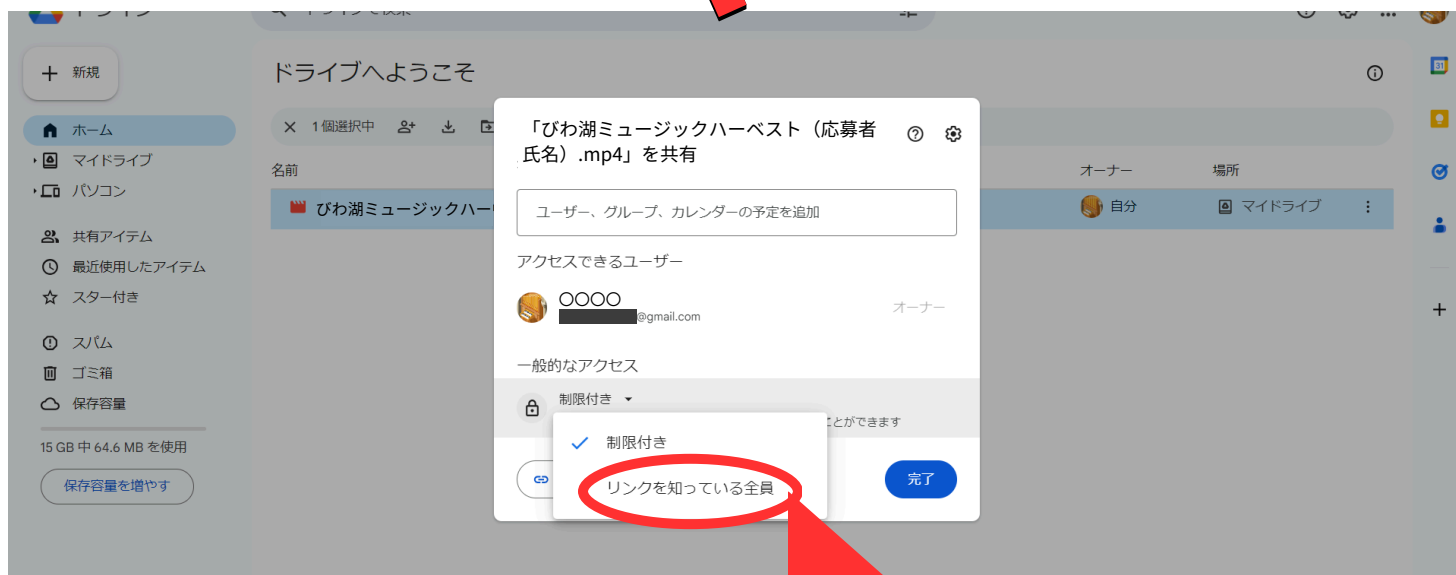 新規
ドライブへようこそ
ホーム
マイドライブ
パソコン
共有アイテム
最近使用したアイテム
スター付き
スパム
ゴミ箱
保存容量
15 GB 中 64.6 MB を使用
保存容量を増やす
1 個選択中
名前
オーナー
場所
びわ湖ミュージックハー
自分
マイドライブ
「びわ湖ミュージックハーベスト（応募者
氏名）.mp4」を共有
ユーザー、グループ、カレンダーの予定を追加
アクセスできるユーザー
〇〇〇〇
@gmail.com
オーナー
一般的なアクセス
制限付き
ことができます
制限付き
リンクを知っている全員
完了
31